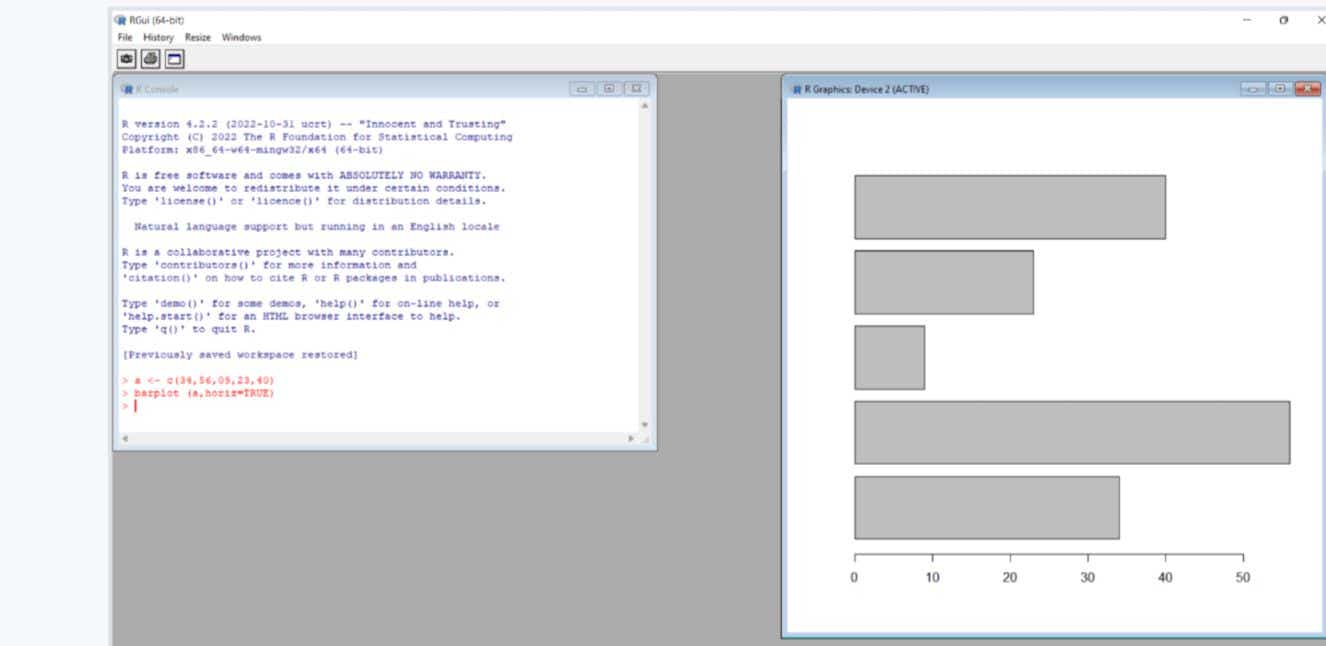 RGui (64-bit)
File History Resize Windows
R Console
R version 4.2.2 (2022-10-31 ucrt) -- "Innocent and Trusting"
Copyright (C) 2022 The R Foundation for Statistical Computing
Platform: x86_64-w64-mingw32/x64 (64-bit)
R is free software and comes with ABSOLUTELY NO WARRANTY.
You are welcome to redistribute it under certain conditions.
Type 'license()' or 'licence()' for distribution details.
Natural language support but running in an English locale
R is a collaborative project with many contributors.
Type 'contributors()' for more information and
'citation()' on how to cite R or R packages in publications.
Type 'demo()' for some demos, 'help()' for on-line help, or
'help.start()' for an HTML browser interface to help.
Type 'q()' to quit R.
[Previously saved workspace restored]
> a <- c(34,56,09,23,40)
> barplot (a,horiz=TRUE)
>
R Graphics: Device 2 (ACTIVE)
0 10 20 30 40 50